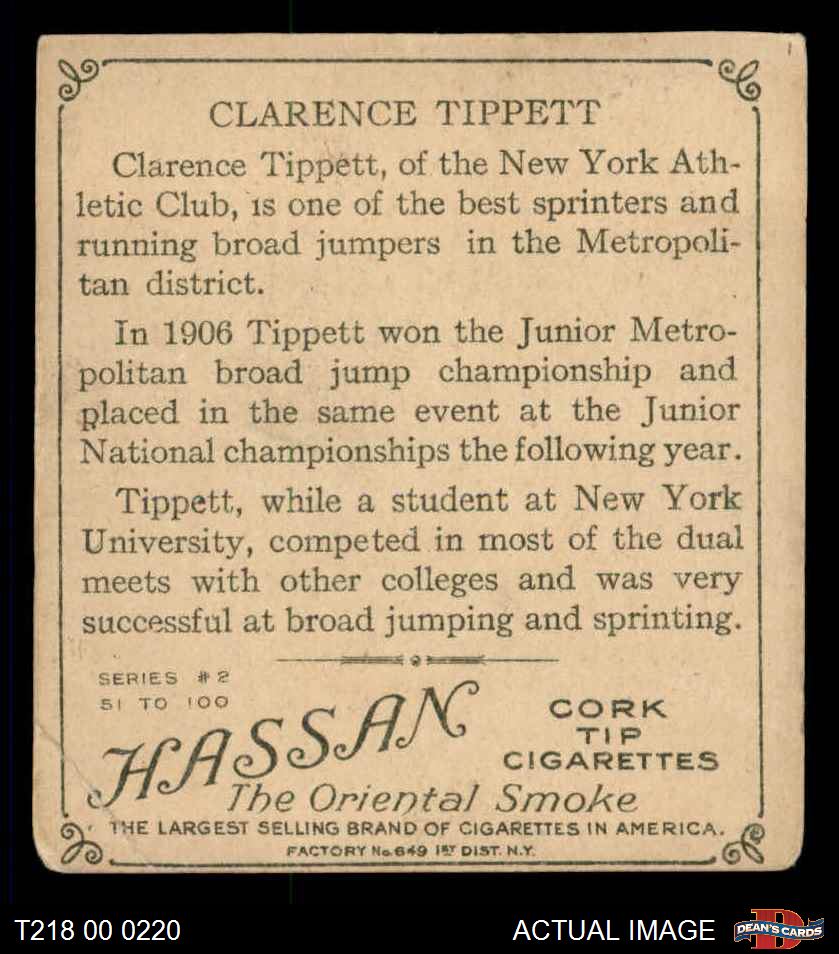 CLARENCE TIPPETT
Clarence Tippett, of the New York Ath-
letic Club, is one of the best sprinters and
running broad jumpers in the Metropoli-
tan district.
In 1906 Tippett won the Junior Metro-
politan broad jump championship and
placed in the same event at the Junior
National championships the following year.
Tippett, while a student at New York
University, competed in most of the dual
meets with other colleges and was very
successful at broad jumping and sprinting.
SERIES #2
51 TO 100
HASSAN
CORK
TIP
CIGARETTES
The Oriental Smoke
THE LARGEST SELLING BRAND OF CIGARETTES IN AMERICA.
FACTORY No. 649 1ST DIST. N.Y.
T218 00 0220
ACTUAL IMAGE
D
DEAN'S CARDS